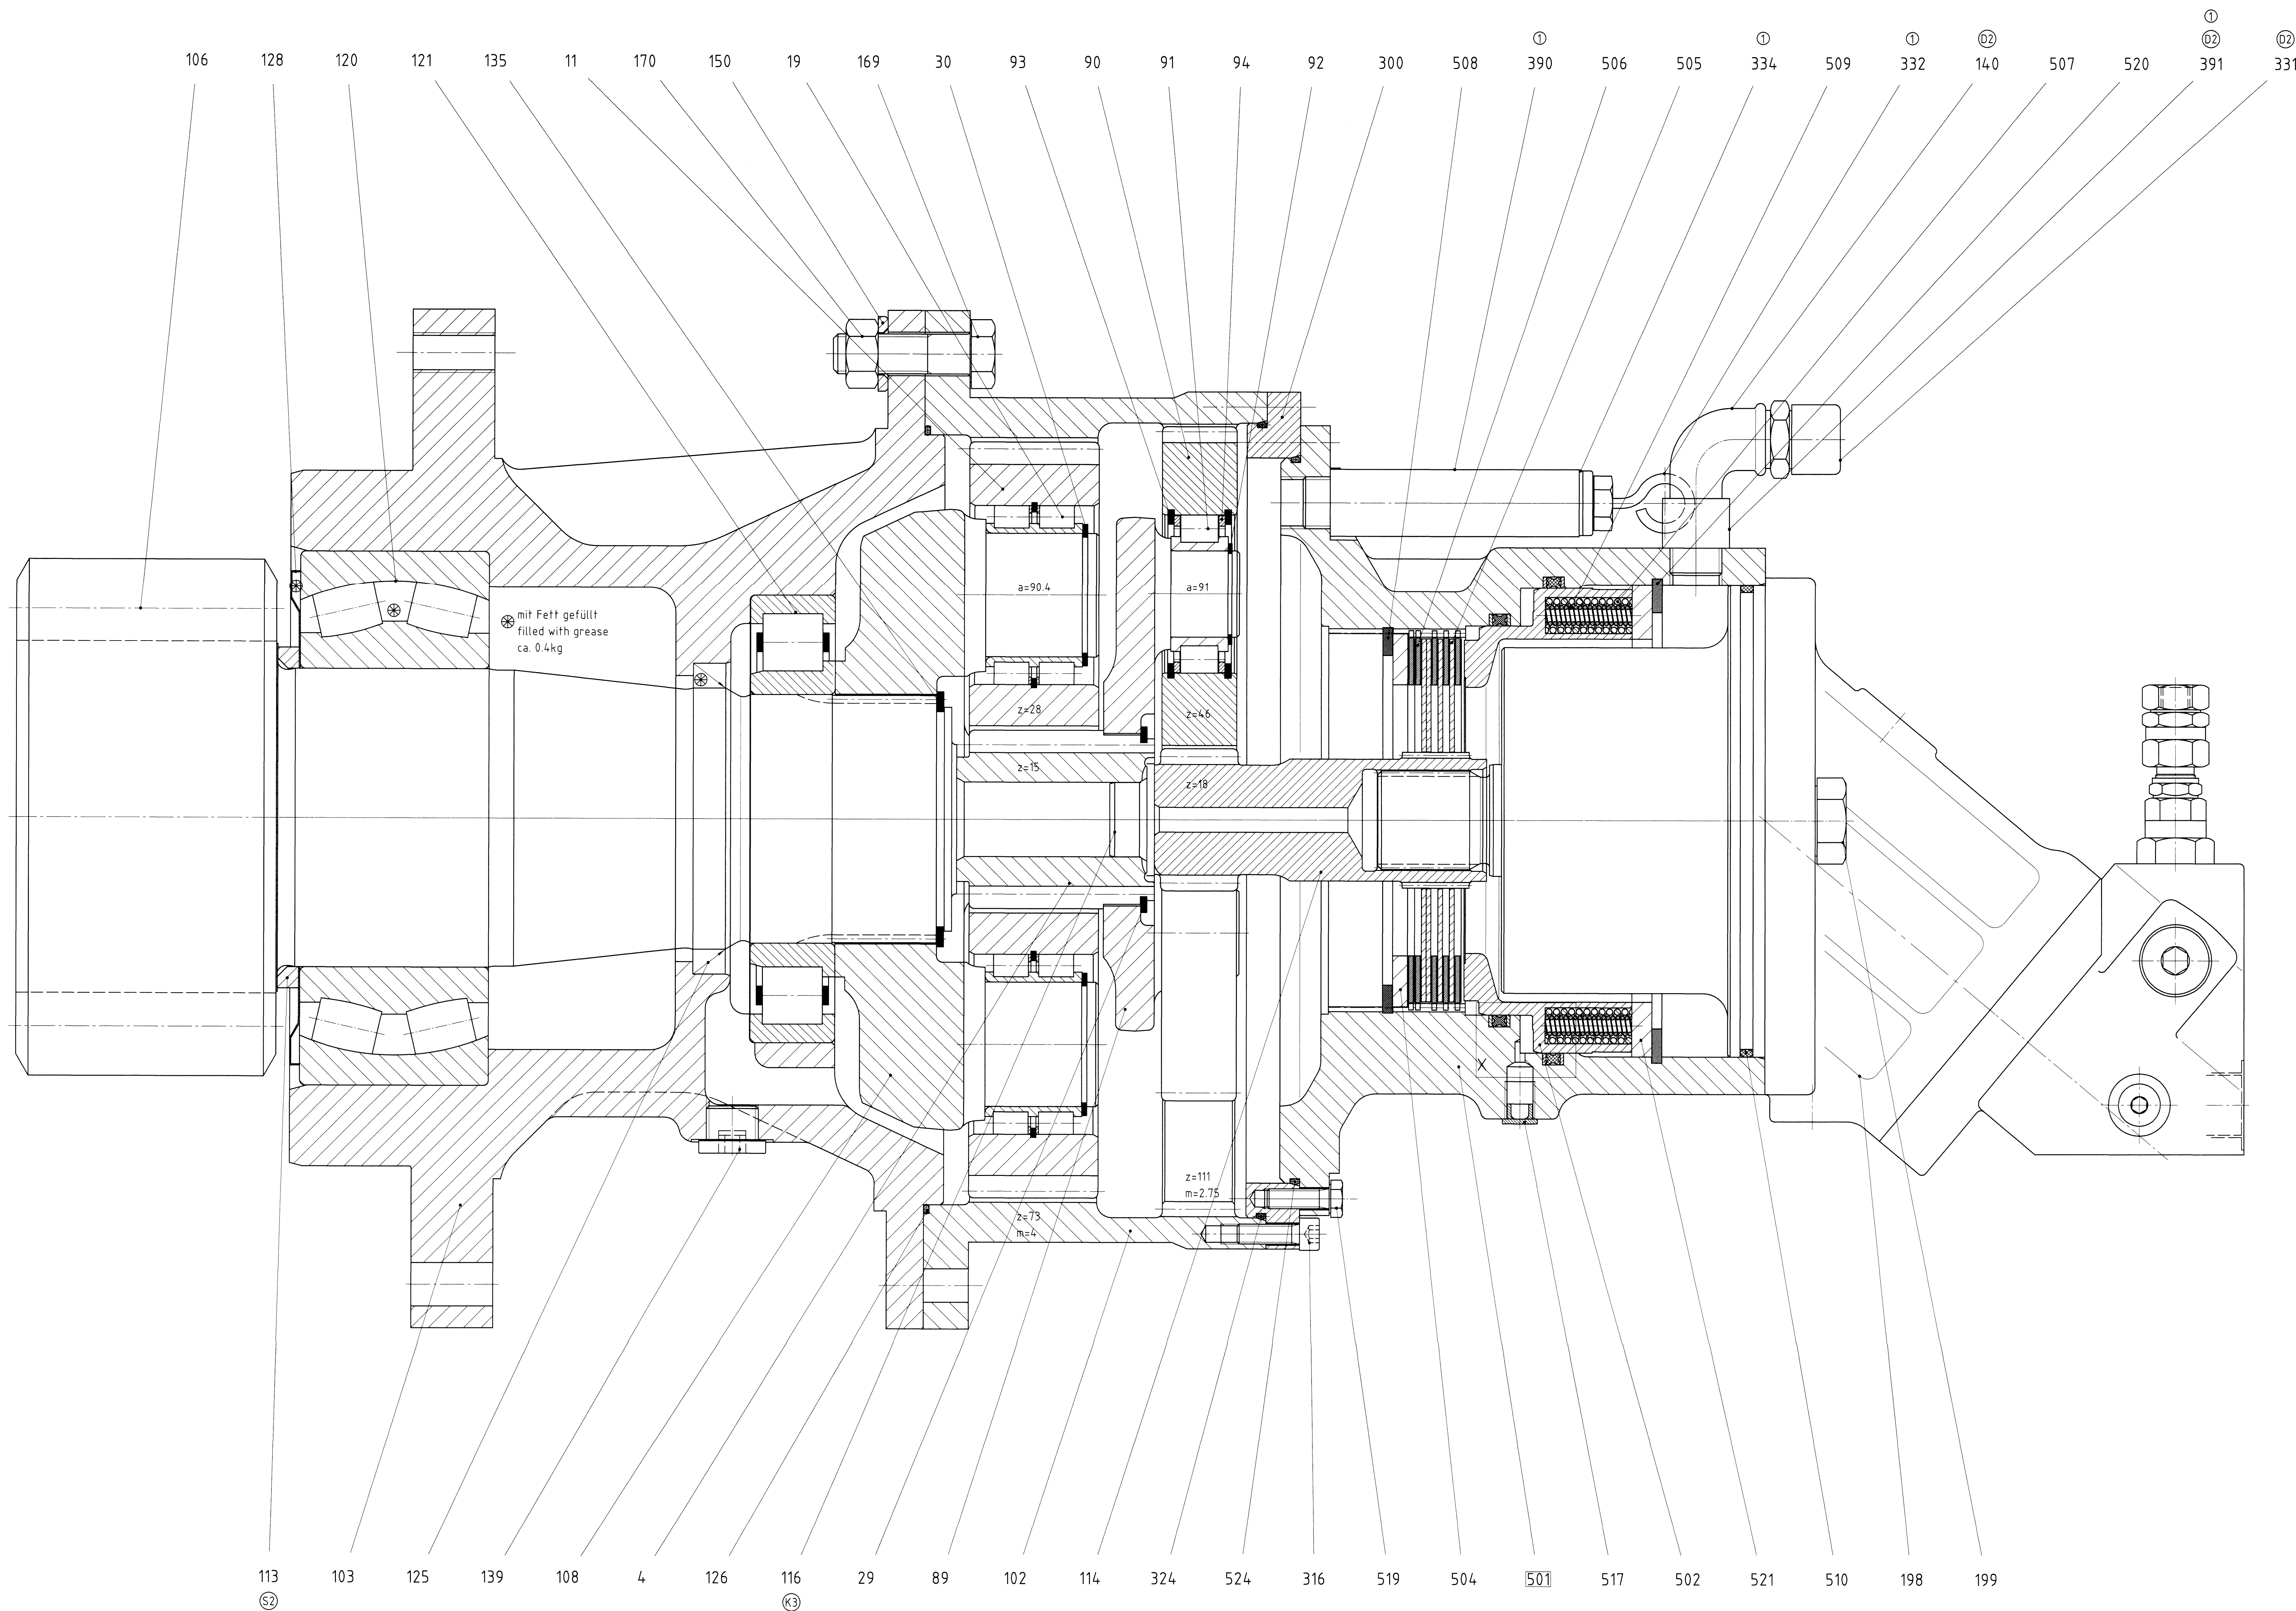 ①
① ① ① D2 D2 D2
106 128 120 121 135 11 170 150 19 169 30 93 90 91 94 92 300 508 390 506 505 334 509 332 140 507 520 391 331
a=90.4 a=91
mit Fett gefüllt
filled with grease
ca. 0.4kg
z=28 z=46
z=15
z=18
X
z=111
m=2.75
z=73
m=4
113 103 125 139 108 4 126 116 29 89 102 114 324 524 316 519 504 501 517 502 521 510 198 199
S2 K3